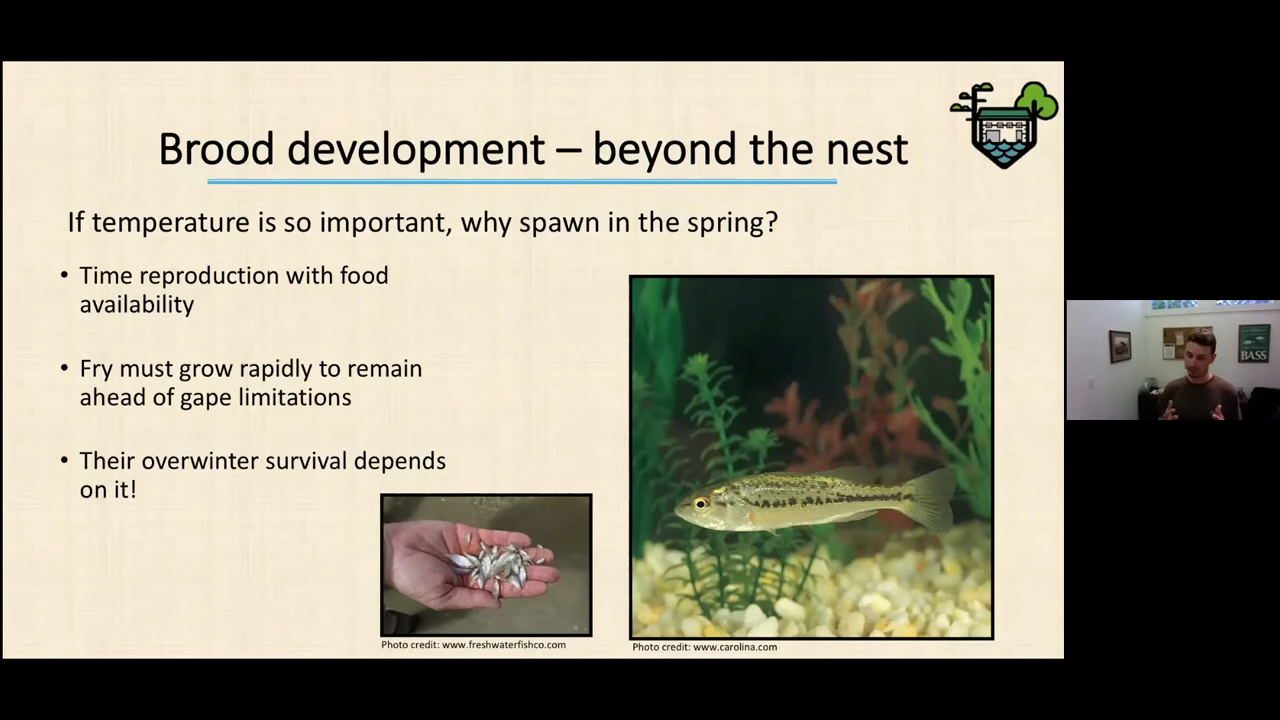 Brood development – beyond the nest
If temperature is so important, why spawn in the spring?
• Time reproduction with food
availability
• Fry must grow rapidly to remain
ahead of gape limitations
• Their overwinter survival depends
on it!
Photo credit: www.freshwaterfishco.com
Photo credit: www.carolina.com
BASS